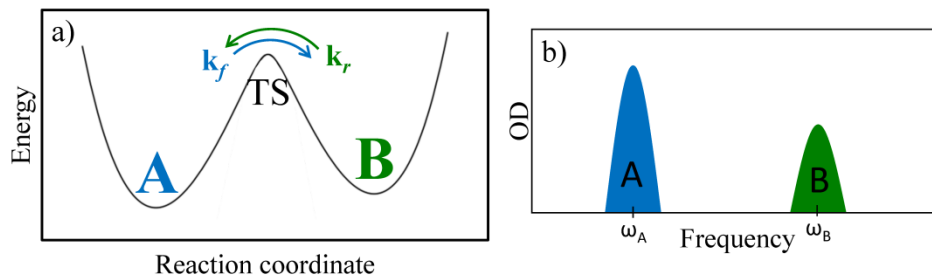 a)
Energy
k_f
k_r
TS
A
B
Reaction coordinate
b)
OD
A
B
ω_A
Frequency
ω_B